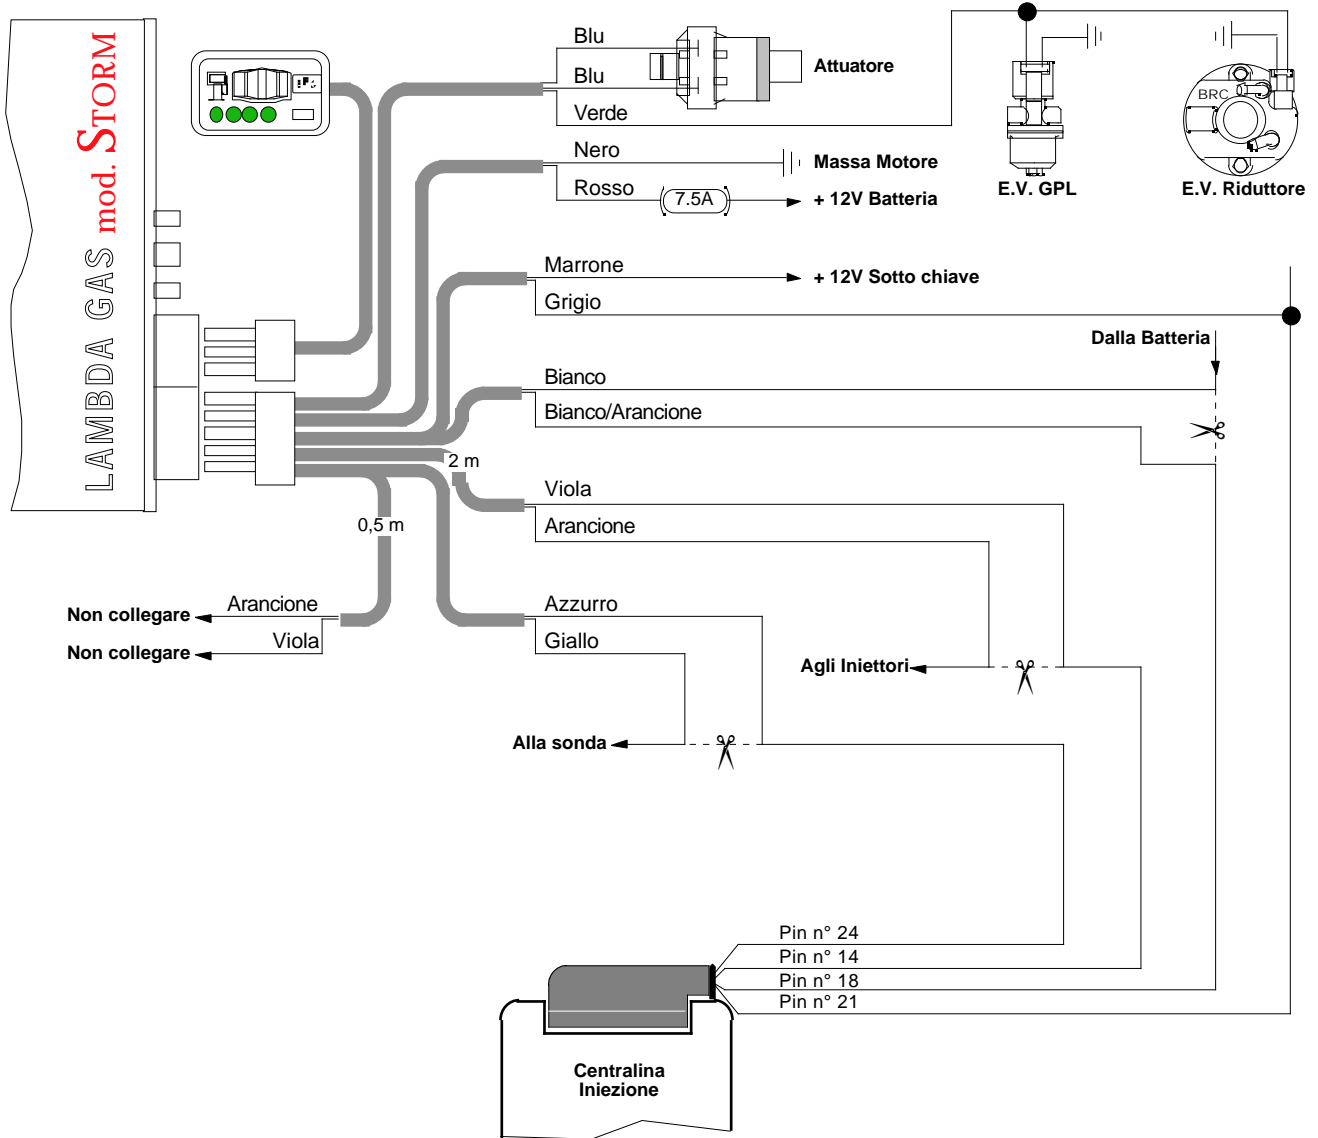 LAMBDA GAS mod. STORM
Blu
Blu
Verde
Attuatore
BRC
E.V. GPL
E.V. Riduttore
Nero
Massa Motore
Rosso
7.5A
+ 12V Batteria
Marrone
+ 12V Sotto chiave
Grigio
Dalla Batteria
Bianco
Bianco/Arancione
2 m
Viola
Arancione
0,5 m
Non collegare
Arancione
Non collegare
Viola
Azzurro
Giallo
Agli Iniettori
Alla sonda
Pin n° 24
Pin n° 14
Pin n° 18
Pin n° 21
Centralina
Iniezione